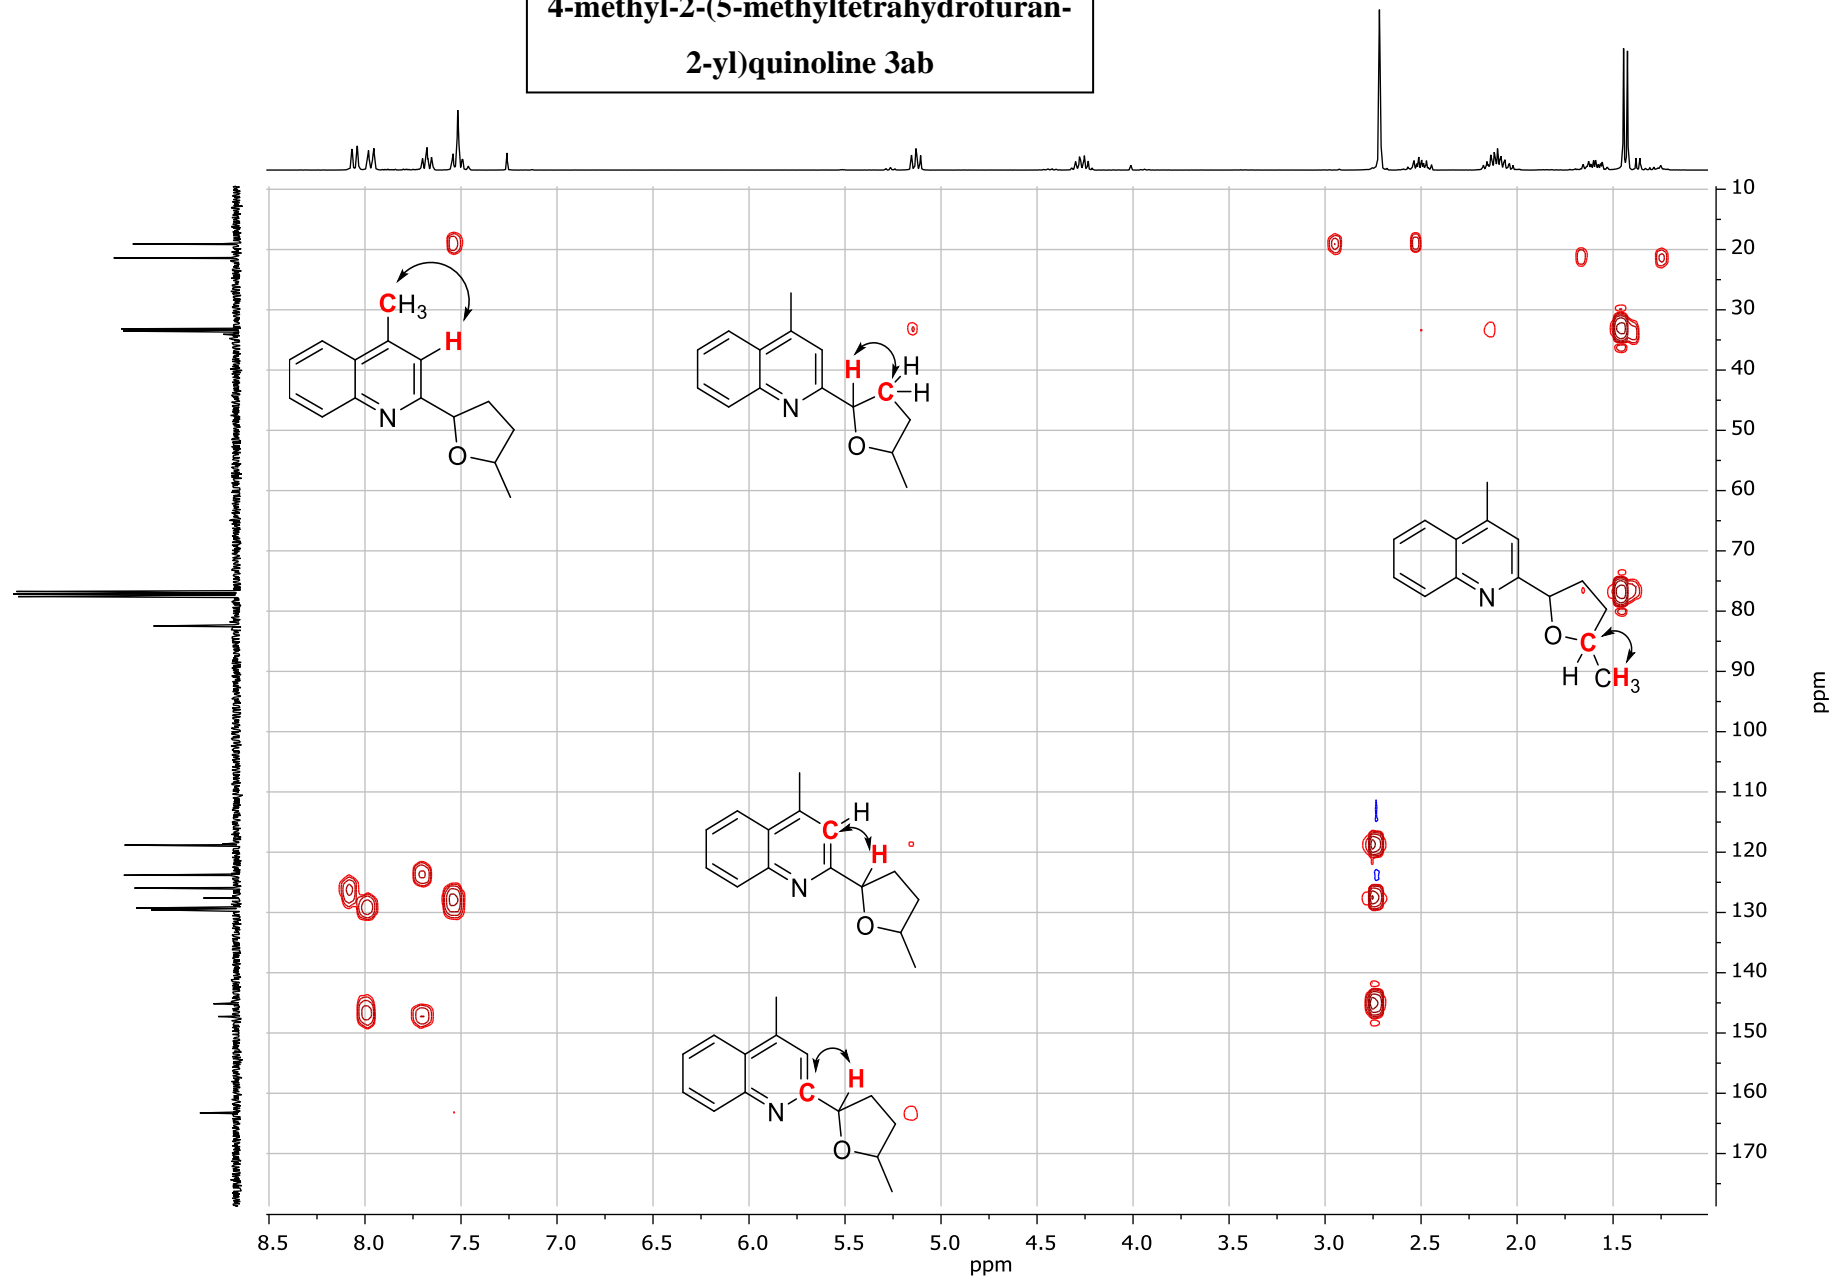 4-methyl-2-(5-methyltetrahydrofuran-
2-yl)quinoline 3ab
10
20
30
40
50
60
70
80
90
100
110
120
130
140
150
160
170
ppm
CH3
H
N
O
H
H
C
H
N
O
N
O
C
H
CH3
H
C
H
N
O
H
C
N
O
8.5 8.0 7.5 7.0 6.5 6.0 5.5 5.0 4.5 4.0 3.5 3.0 2.5 2.0 1.5
ppm